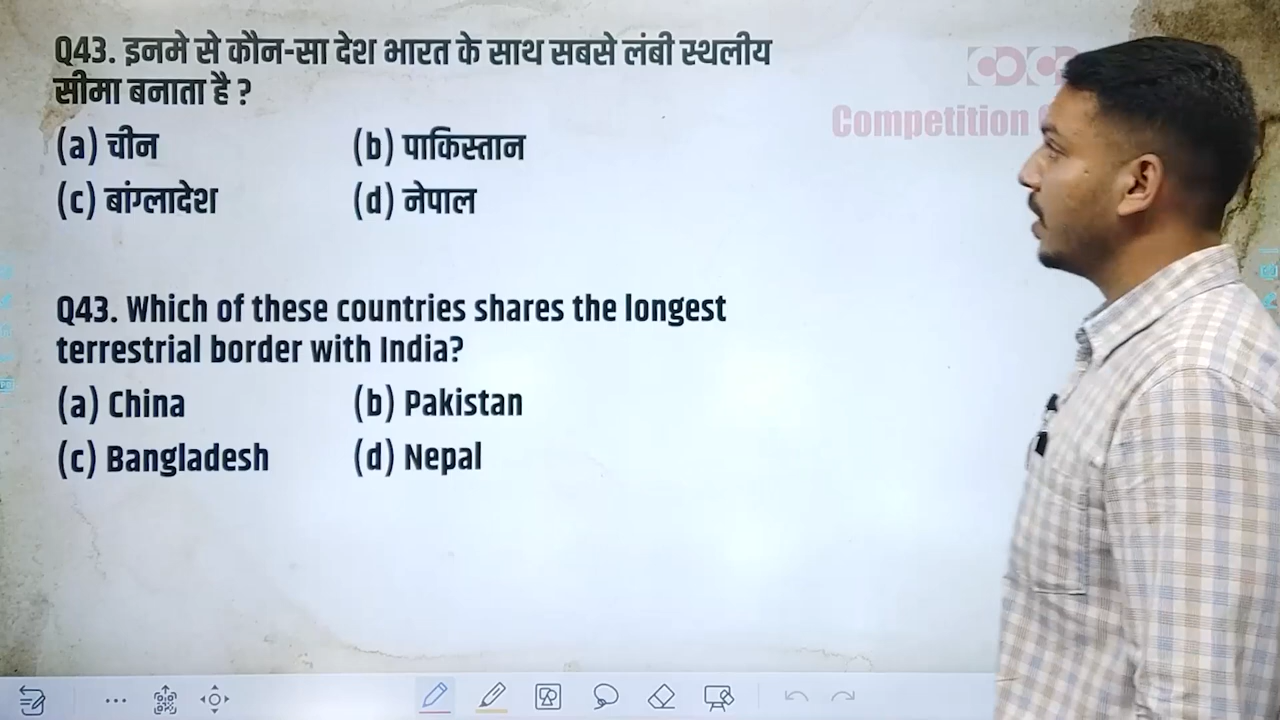 Q43. इनमे से कौन-सा देश भारत के साथ सबसे लंबी स्थलीय
सीमा बनाता है ?
(a) चीन (b) पाकिस्तान
(c) बांग्लादेश (d) नेपाल
Competition
Q43. Which of these countries shares the longest
terrestrial border with India?
(a) China (b) Pakistan
(c) Bangladesh (d) Nepal